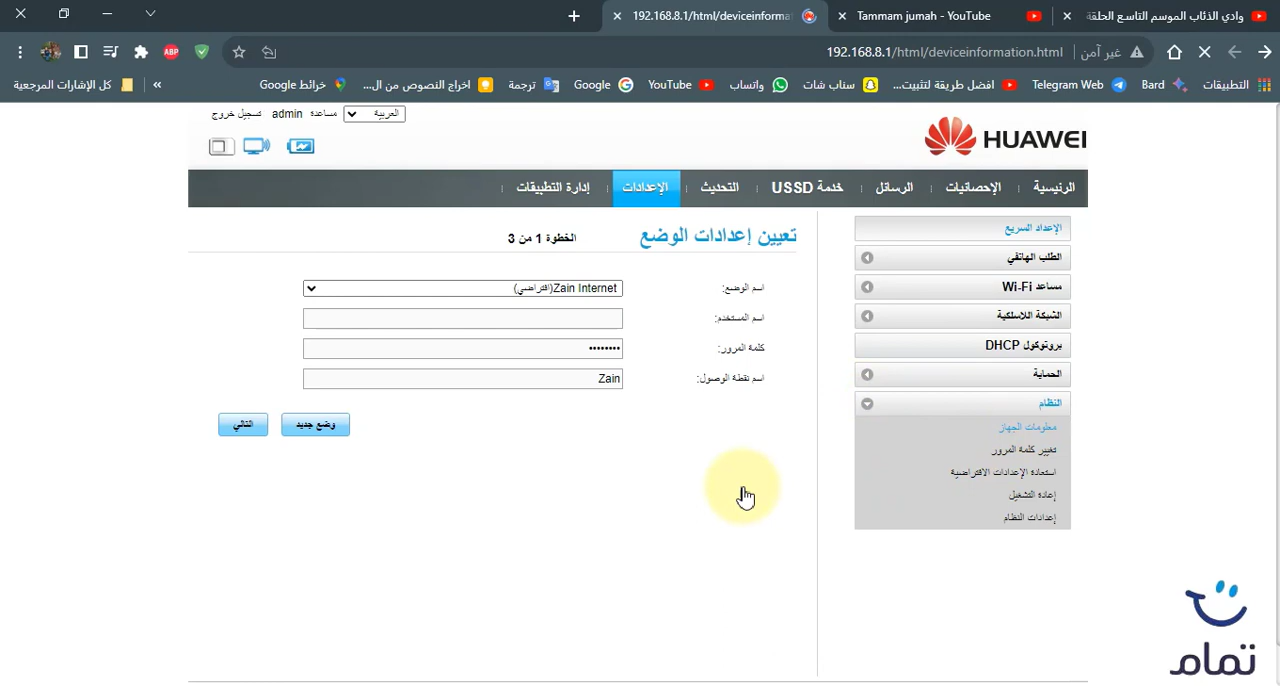 وادي الذئاب الموسم التاسع الحلقة
Tammam jumah - YouTube
192.168.8.1/html/deviceinforma
غير آمن
192.168.8.1/html/deviceinformation.html
التطبيقات
Bard
Telegram Web
افضل طريقة لتثبيت...
سناب شات
واتساب
YouTube
Google
ترجمة
اخراج النصوص من ال...
خرائط Google
»
كل الإشارات المرجعية
ABP
العربية
مساعدة
admin
تسجيل خروج
HUAWEI
الرئيسية
الإحصائيات
الرسائل
خدمة USSD
التحديث
الإعدادات
إدارة التطبيقات
الإعداد السريع
الطلب الهاتفي
مساعد Wi-Fi
الشبكة اللاسلكية
بروتوكول DHCP
الحماية
النظام
معلومات الجهاز
تغيير كلمة المرور
استعادة الإعدادات الافتراضية
إعادة التشغيل
إعدادات النظام
تعيين إعدادات الوضع
الخطوة 1 من 3
اسم الوضع:
Zain Internet(افتراضي)
اسم المستخدم:
كلمة المرور:
••••••••
اسم نقطة الوصول:
Zain
وضع جديد
التالي
تمام